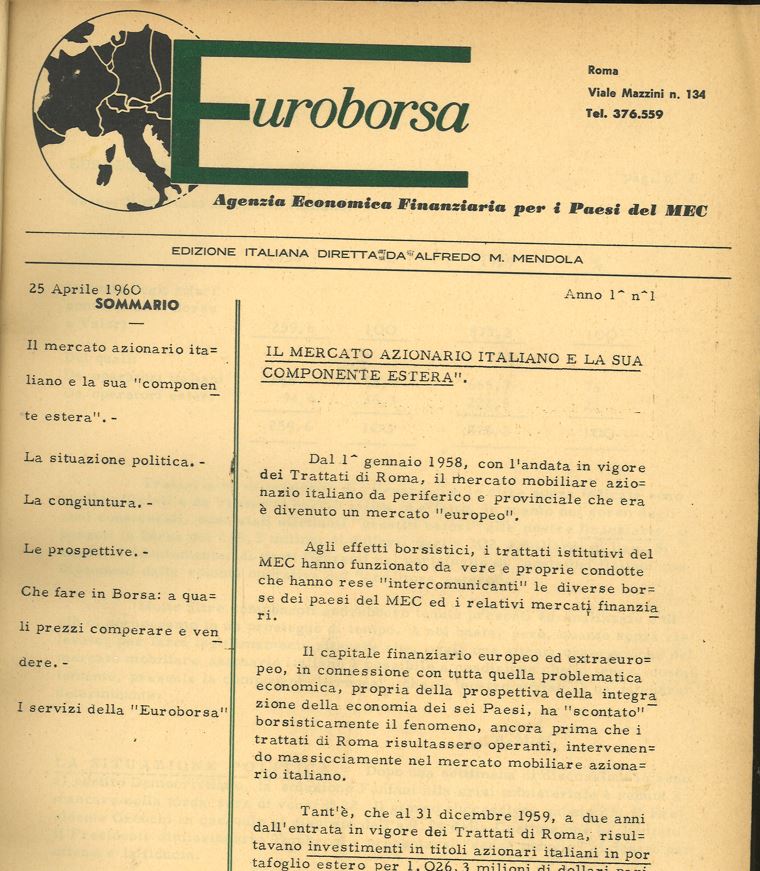 Euroborsa
Roma
Viale Mazzini n. 134
Tel. 376.559
Agenzia Economica Finanziaria per i Paesi del MEC
EDIZIONE ITALIANA DIRETTA DA ALFREDO M. MENDOLA
25 Aprile 1960
Anno 1^ n^1
SOMMARIO
Il mercato azionario ita=
liano e la sua "componen
te estera". -
La situazione politica. -
La congiuntura. -
Le prospettive. -
Che fare in Borsa: a qua=
li prezzi comperare e ven
dere. -
I servizi della "Euroborsa"
IL MERCATO AZIONARIO ITALIANO E LA SUA
COMPONENTE ESTERA".
Dal 1^ gennaio 1958, con l'andata in vigore
dei Trattati di Roma, il mercato mobiliare azio=
nazio italiano da periferico e provinciale che era
è divenuto un mercato "europeo".
Agli effetti borsistici, i trattati istitutivi del
MEC hanno funzionato da vere e proprie condotte
che hanno rese "intercomunicanti" le diverse bor=
se dei paesi del MEC ed i relativi mercati finanzia
ri.
Il capitale finanziario europeo ed extraeuro=
peo, in connessione con tutta quella problematica
economica, propria della prospettiva della integra
zione della economia dei sei Paesi, ha "scontato"
borsisticamente il fenomeno, ancora prima che i
trattati di Roma risultassero operanti, intervenen=
do massicciamente nel mercato mobiliare aziona=
rio italiano.
Tant'è, che al 31 dicembre 1959, a due anni
dall'entrata in vigore dei Trattati di Roma, risul=
tavano investimenti in titoli azionari italiani in por
tafoglio estero per 1.026,3 milioni di dollari